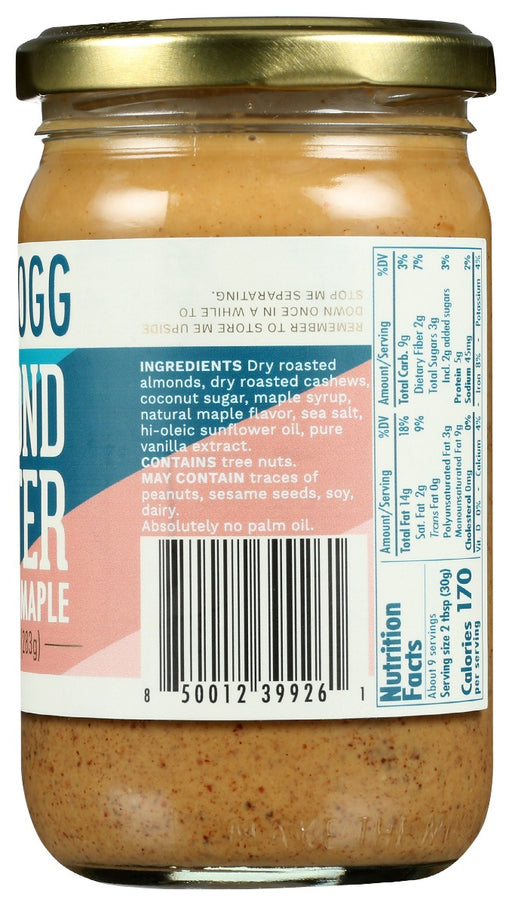 OGG
OND
ER
MAPLE
283g)
REMEMBER TO STORE ME UPSIDE
DOWN ONCE IN A WHILE TO
STOP ME SEPARATING.
INGREDIENTS Dry roasted
almonds, dry roasted cashews,
coconut sugar, maple syrup,
natural maple flavor, sea salt,
hi-oleic sunflower oil, pure
vanilla extract.
CONTAINS tree nuts.
MAY CONTAIN traces of
peanuts, sesame seeds, soy,
dairy.
Absolutely no palm oil.
8 50012 39926 1
Nutrition
Facts
About 9 servings
Serving size 2 tbsp (30g)
Calories 170
per serving
Amount/Serving %DV
Total Fat 14g 18%
Sat. Fat 2g 9%
Trans Fat 0g
Polyunsaturated Fat 3g
Monounsaturated Fat 9g
Cholesterol 0mg 0%
Amount/Serving %DV
Total Carb. 9g 3%
Dietary Fiber 2g 7%
Total Sugars 3g
Incl. 2g added sugars 3%
Protein 5g
Sodium 45mg 2%
Vit. D 0% - Calcium 4% - Iron 8% - Potassium 4%
MAKE THEM